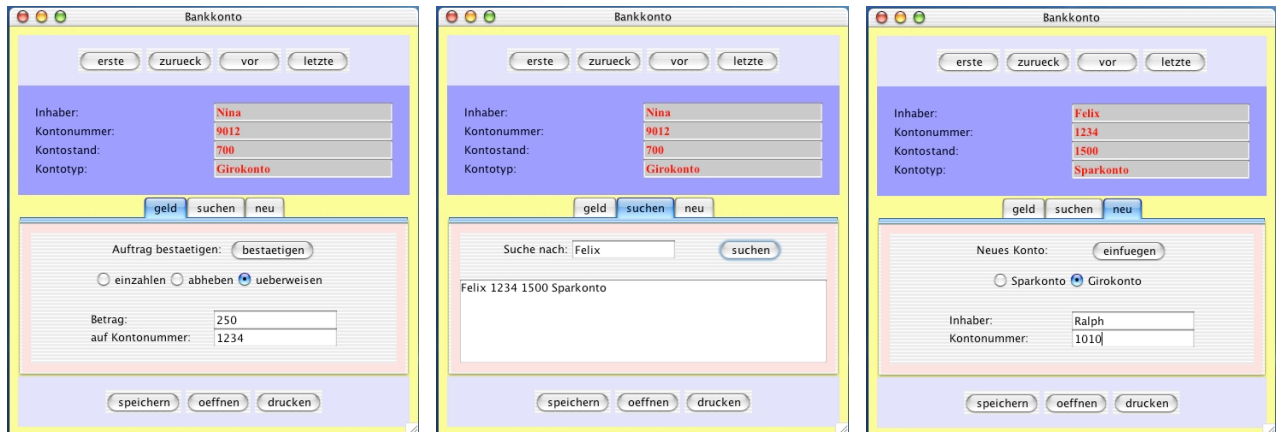 Bankkonto
erste zurueck vor letzte
Inhaber: Nina
Kontonummer: 9012
Kontostand: 700
Kontotyp: Girokonto
geld suchen neu
Auftrag bestaetigen: bestaetigen
einzahlen abheben ueberweisen
Betrag: 250
auf Kontonummer: 1234
speichern oeffnen drucken
Bankkonto
erste zurueck vor letzte
Inhaber: Nina
Kontonummer: 9012
Kontostand: 700
Kontotyp: Girokonto
geld suchen neu
Suche nach: Felix suchen
Felix 1234 1500 Sparkonto
speichern oeffnen drucken
Bankkonto
erste zurueck vor letzte
Inhaber: Felix
Kontonummer: 1234
Kontostand: 1500
Kontotyp: Sparkonto
geld suchen neu
Neues Konto: einfuegen
Sparkonto Girokonto
Inhaber: Ralph
Kontonummer: 1010
speichern oeffnen drucken